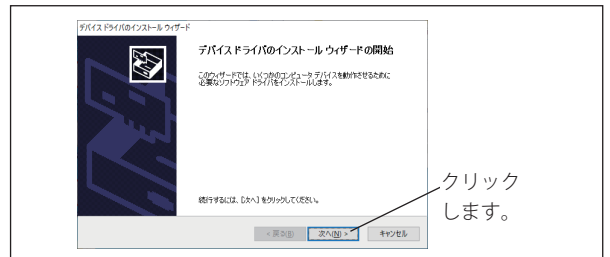 デバイス ドライバのインストール ウィザード
デバイス ドライバのインストール ウィザードの開始
このウィザードでは、いくつかのコンピュータ デバイスを動作させるために
必要なソフトウェア ドライバをインストールします。
クリック
します。
続行するには、[次へ] をクリックしてください。
< 戻る(B)
次へ(N) >
キャンセル